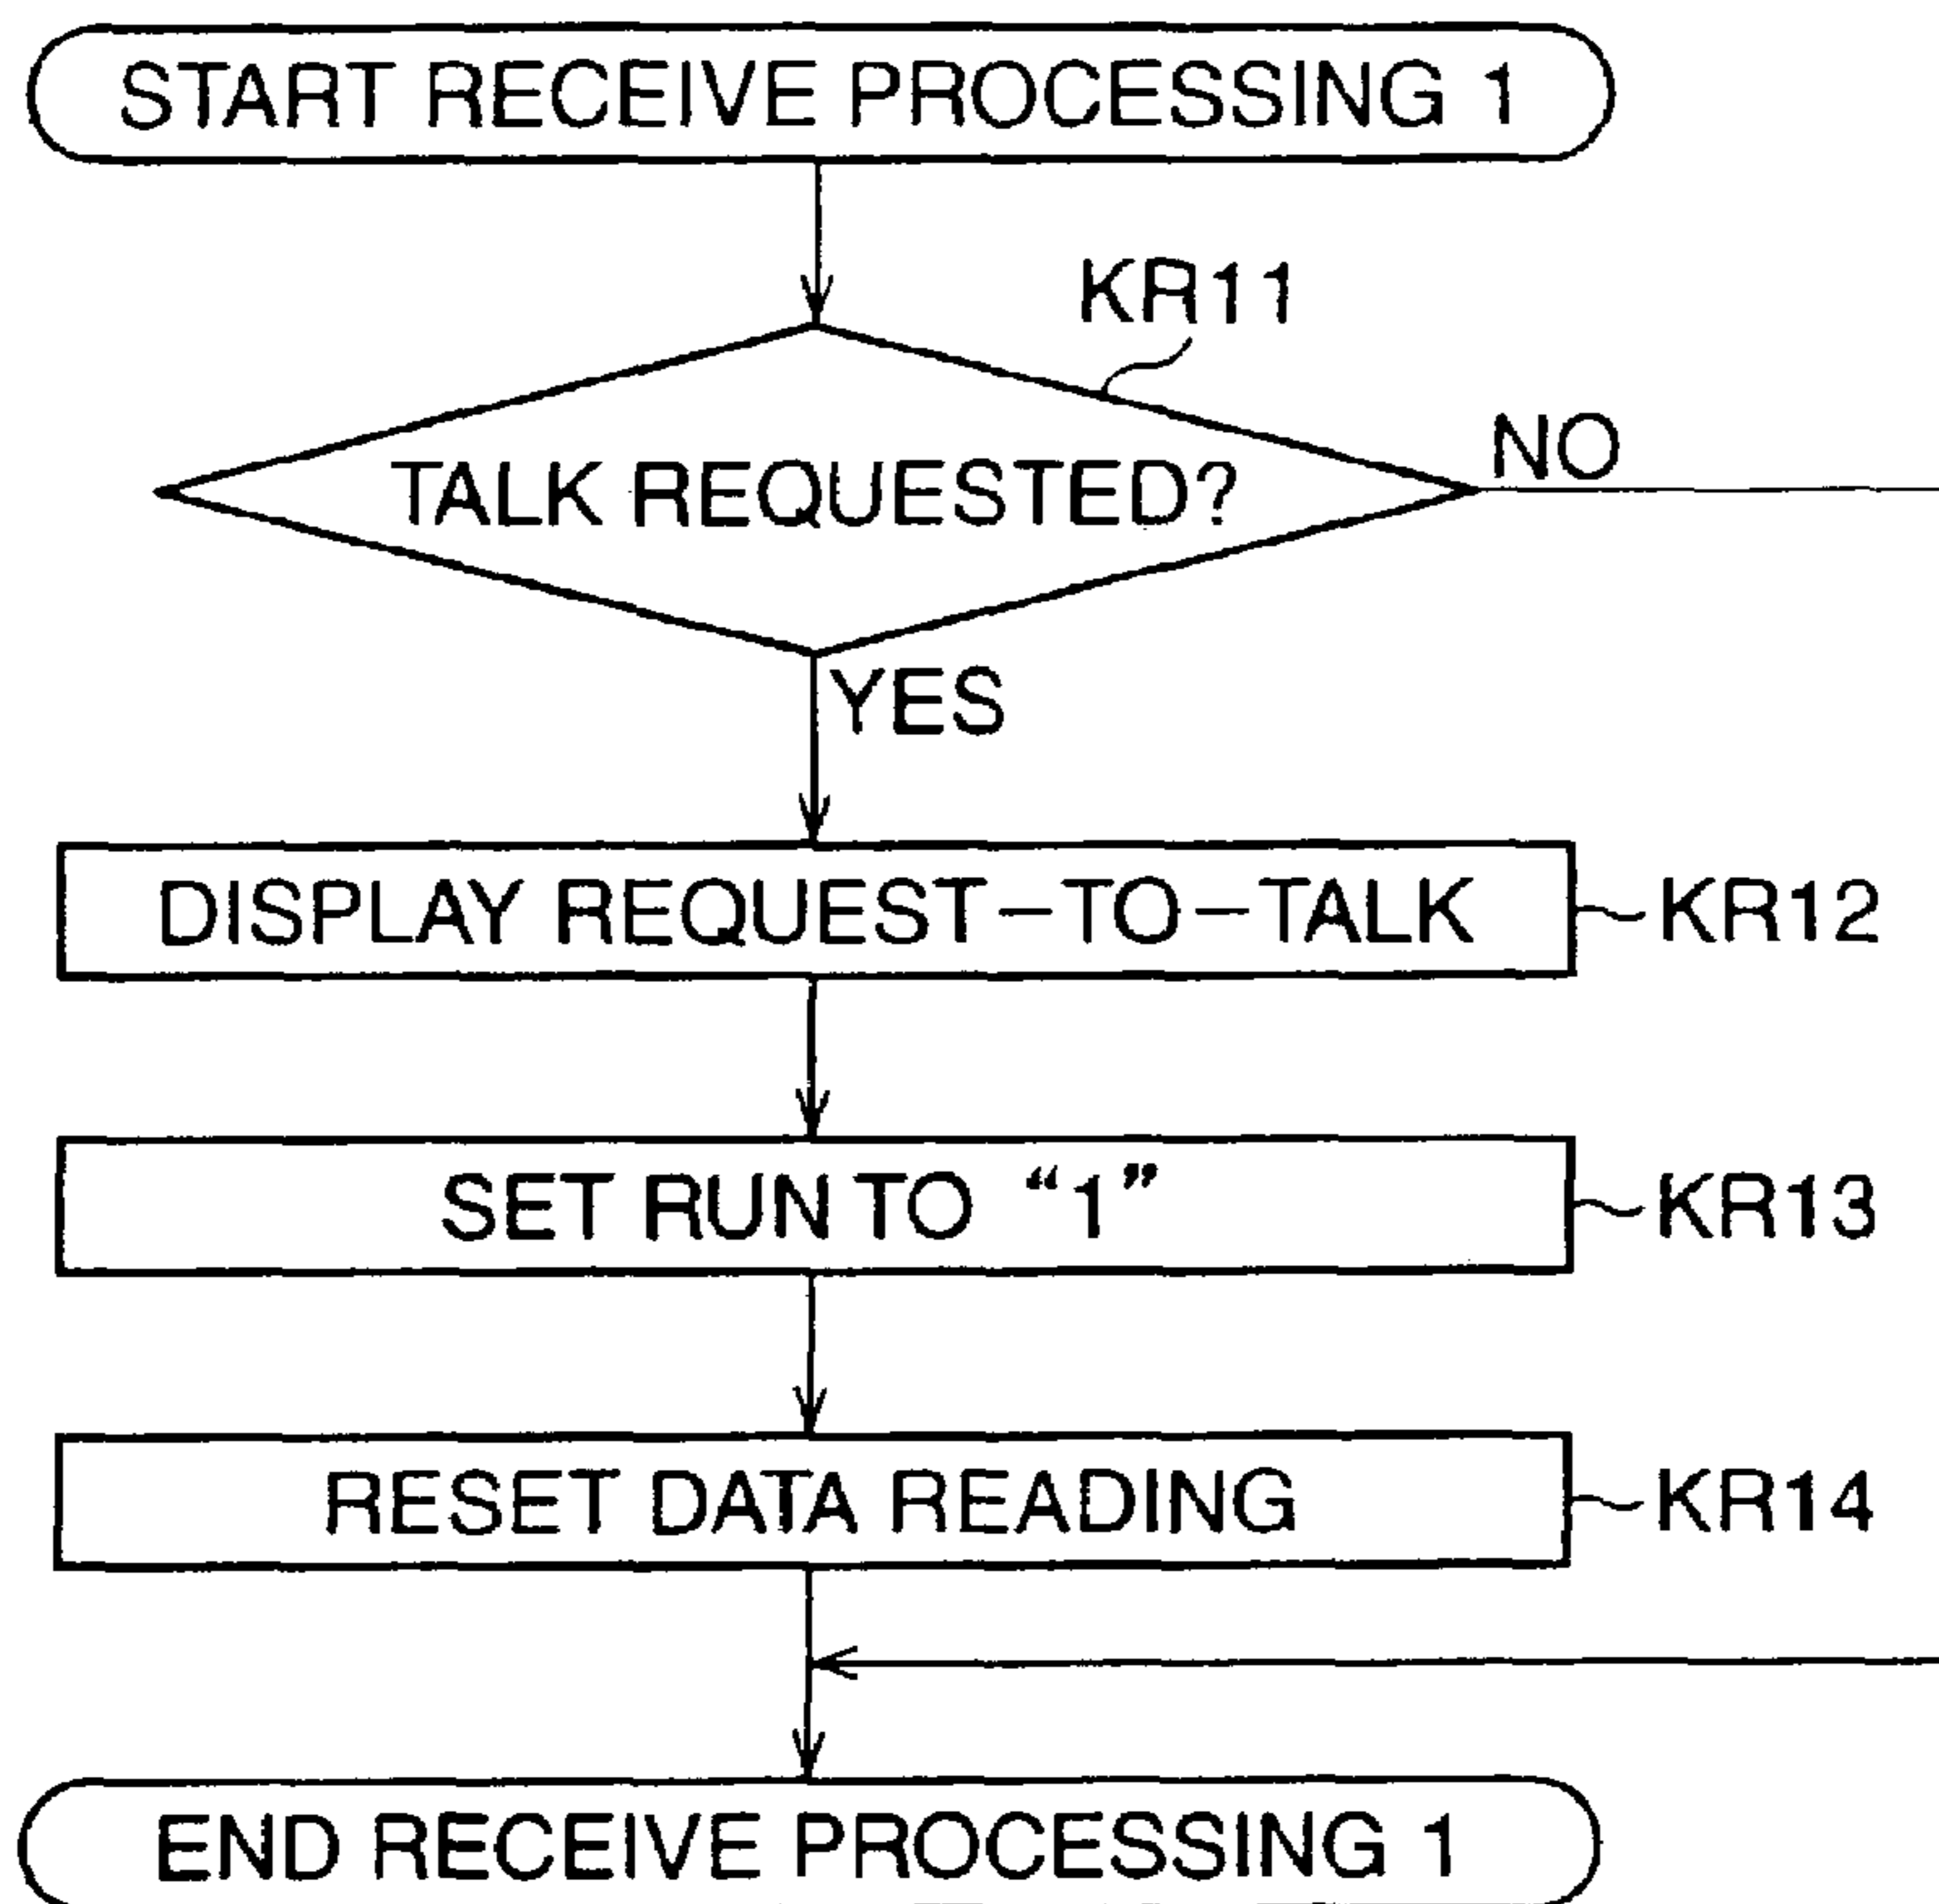 START RECEIVE PROCESSING 1
KR11
TALK REQUESTED?
NO
YES
DISPLAY REQUEST-TO-TALK
KR12
SET RUN TO “1”
KR13
RESET DATA READING
KR14
END RECEIVE PROCESSING 1